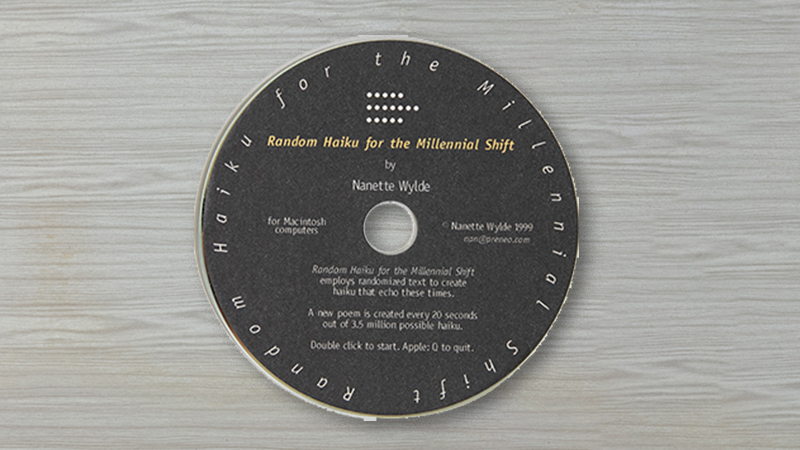 Random Haiku for the Millennial Shift
Random Haiku for the Millennial Shift
by
Nanette Wylde
for Macintosh
computers
© Nanette Wylde 1999
nan@preneo.com
Random Haiku for the Millennial Shift
employs randomized text to create
haiku that echo these times.
A new poem is created every 20 seconds
out of 3.5 million possible haiku.
Double click to start. Apple: Q to quit.